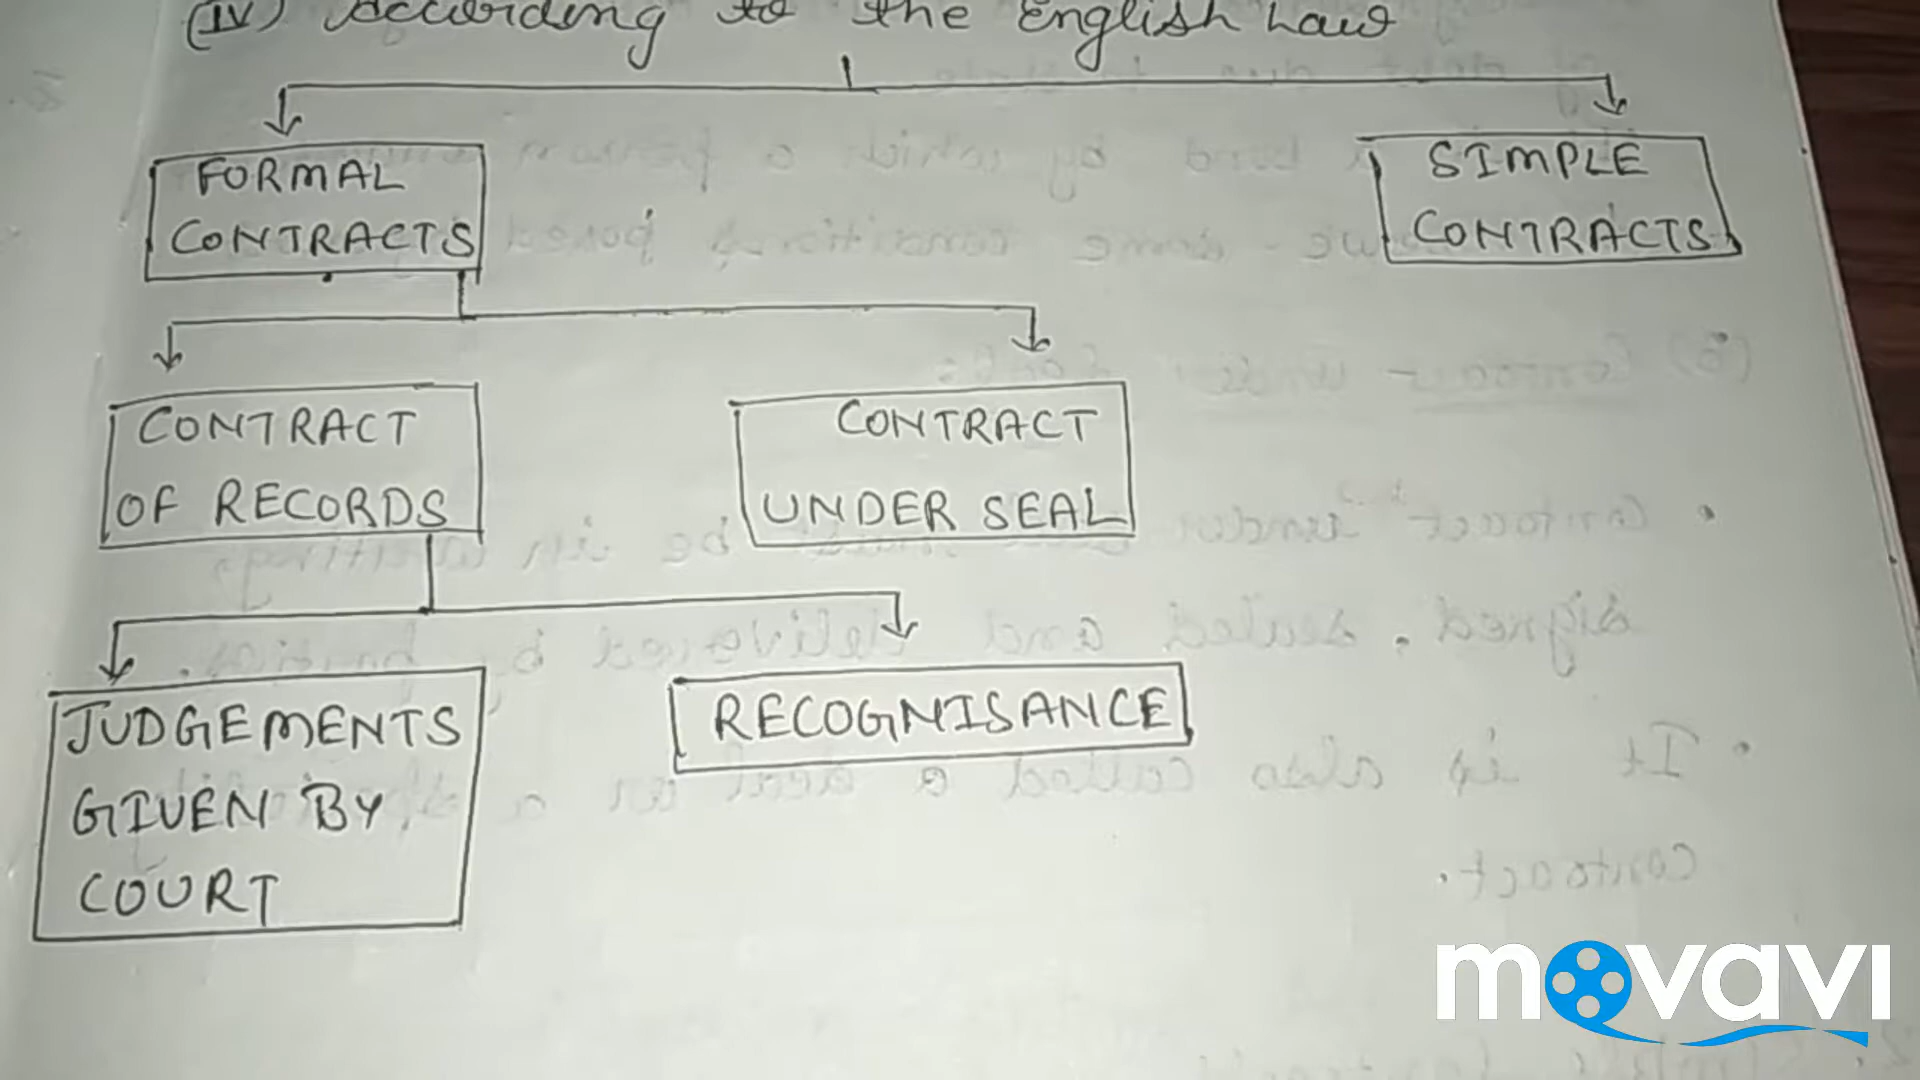 (IV) According to the English Law
FORMAL
CONTRACTS
SIMPLE
CONTRACTS
CONTRACT
OF RECORDS
CONTRACT
UNDER SEAL
JUDGEMENTS
GIVEN BY
COURT
RECOGNISANCE
movavi